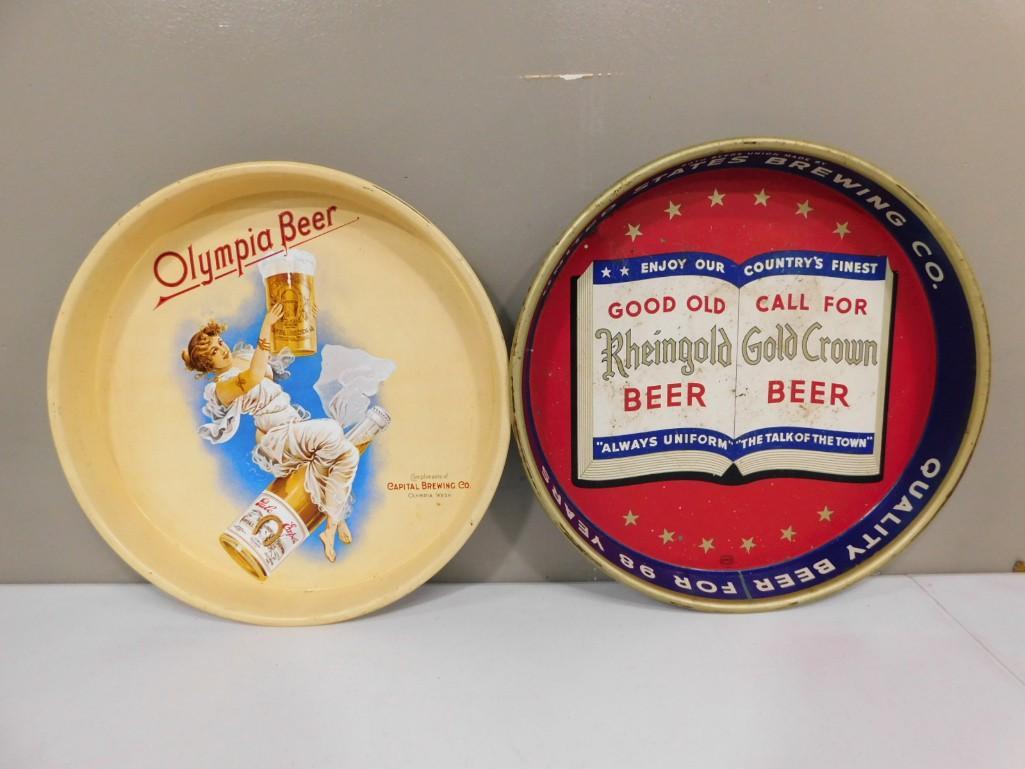 Olympia Beer
Compliments of
CAPITAL BREWING CO.
OLYMPIA WASH
STATES BREWING CO.
ENJOY OUR COUNTRY'S FINEST
GOOD OLD
Rheingold
BEER
"ALWAYS UNIFORM"
CALL FOR
Gold Crown
BEER
"THE TALK OF THE TOWN"
QUALITY BEER FOR 98 YEARS